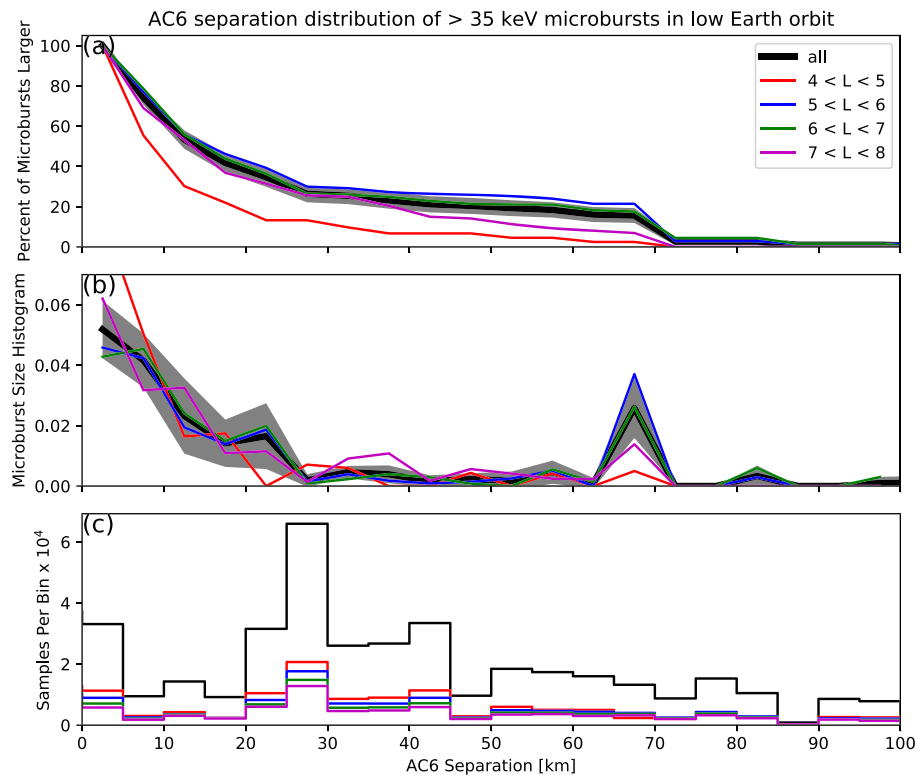 AC6 separation distribution of > 35 keV microbursts in low Earth orbit
(a)
Percent of Microbursts Larger
100
80
60
40
20
0
all
4 < L < 5
5 < L < 6
6 < L < 7
7 < L < 8
(b)
Microburst Size Histogram
0.06
0.04
0.02
0.00
(c)
Samples Per Bin x 10^4
6
4
2
0
0 10 20 30 40 50 60 70 80 90 100
AC6 Separation [km]